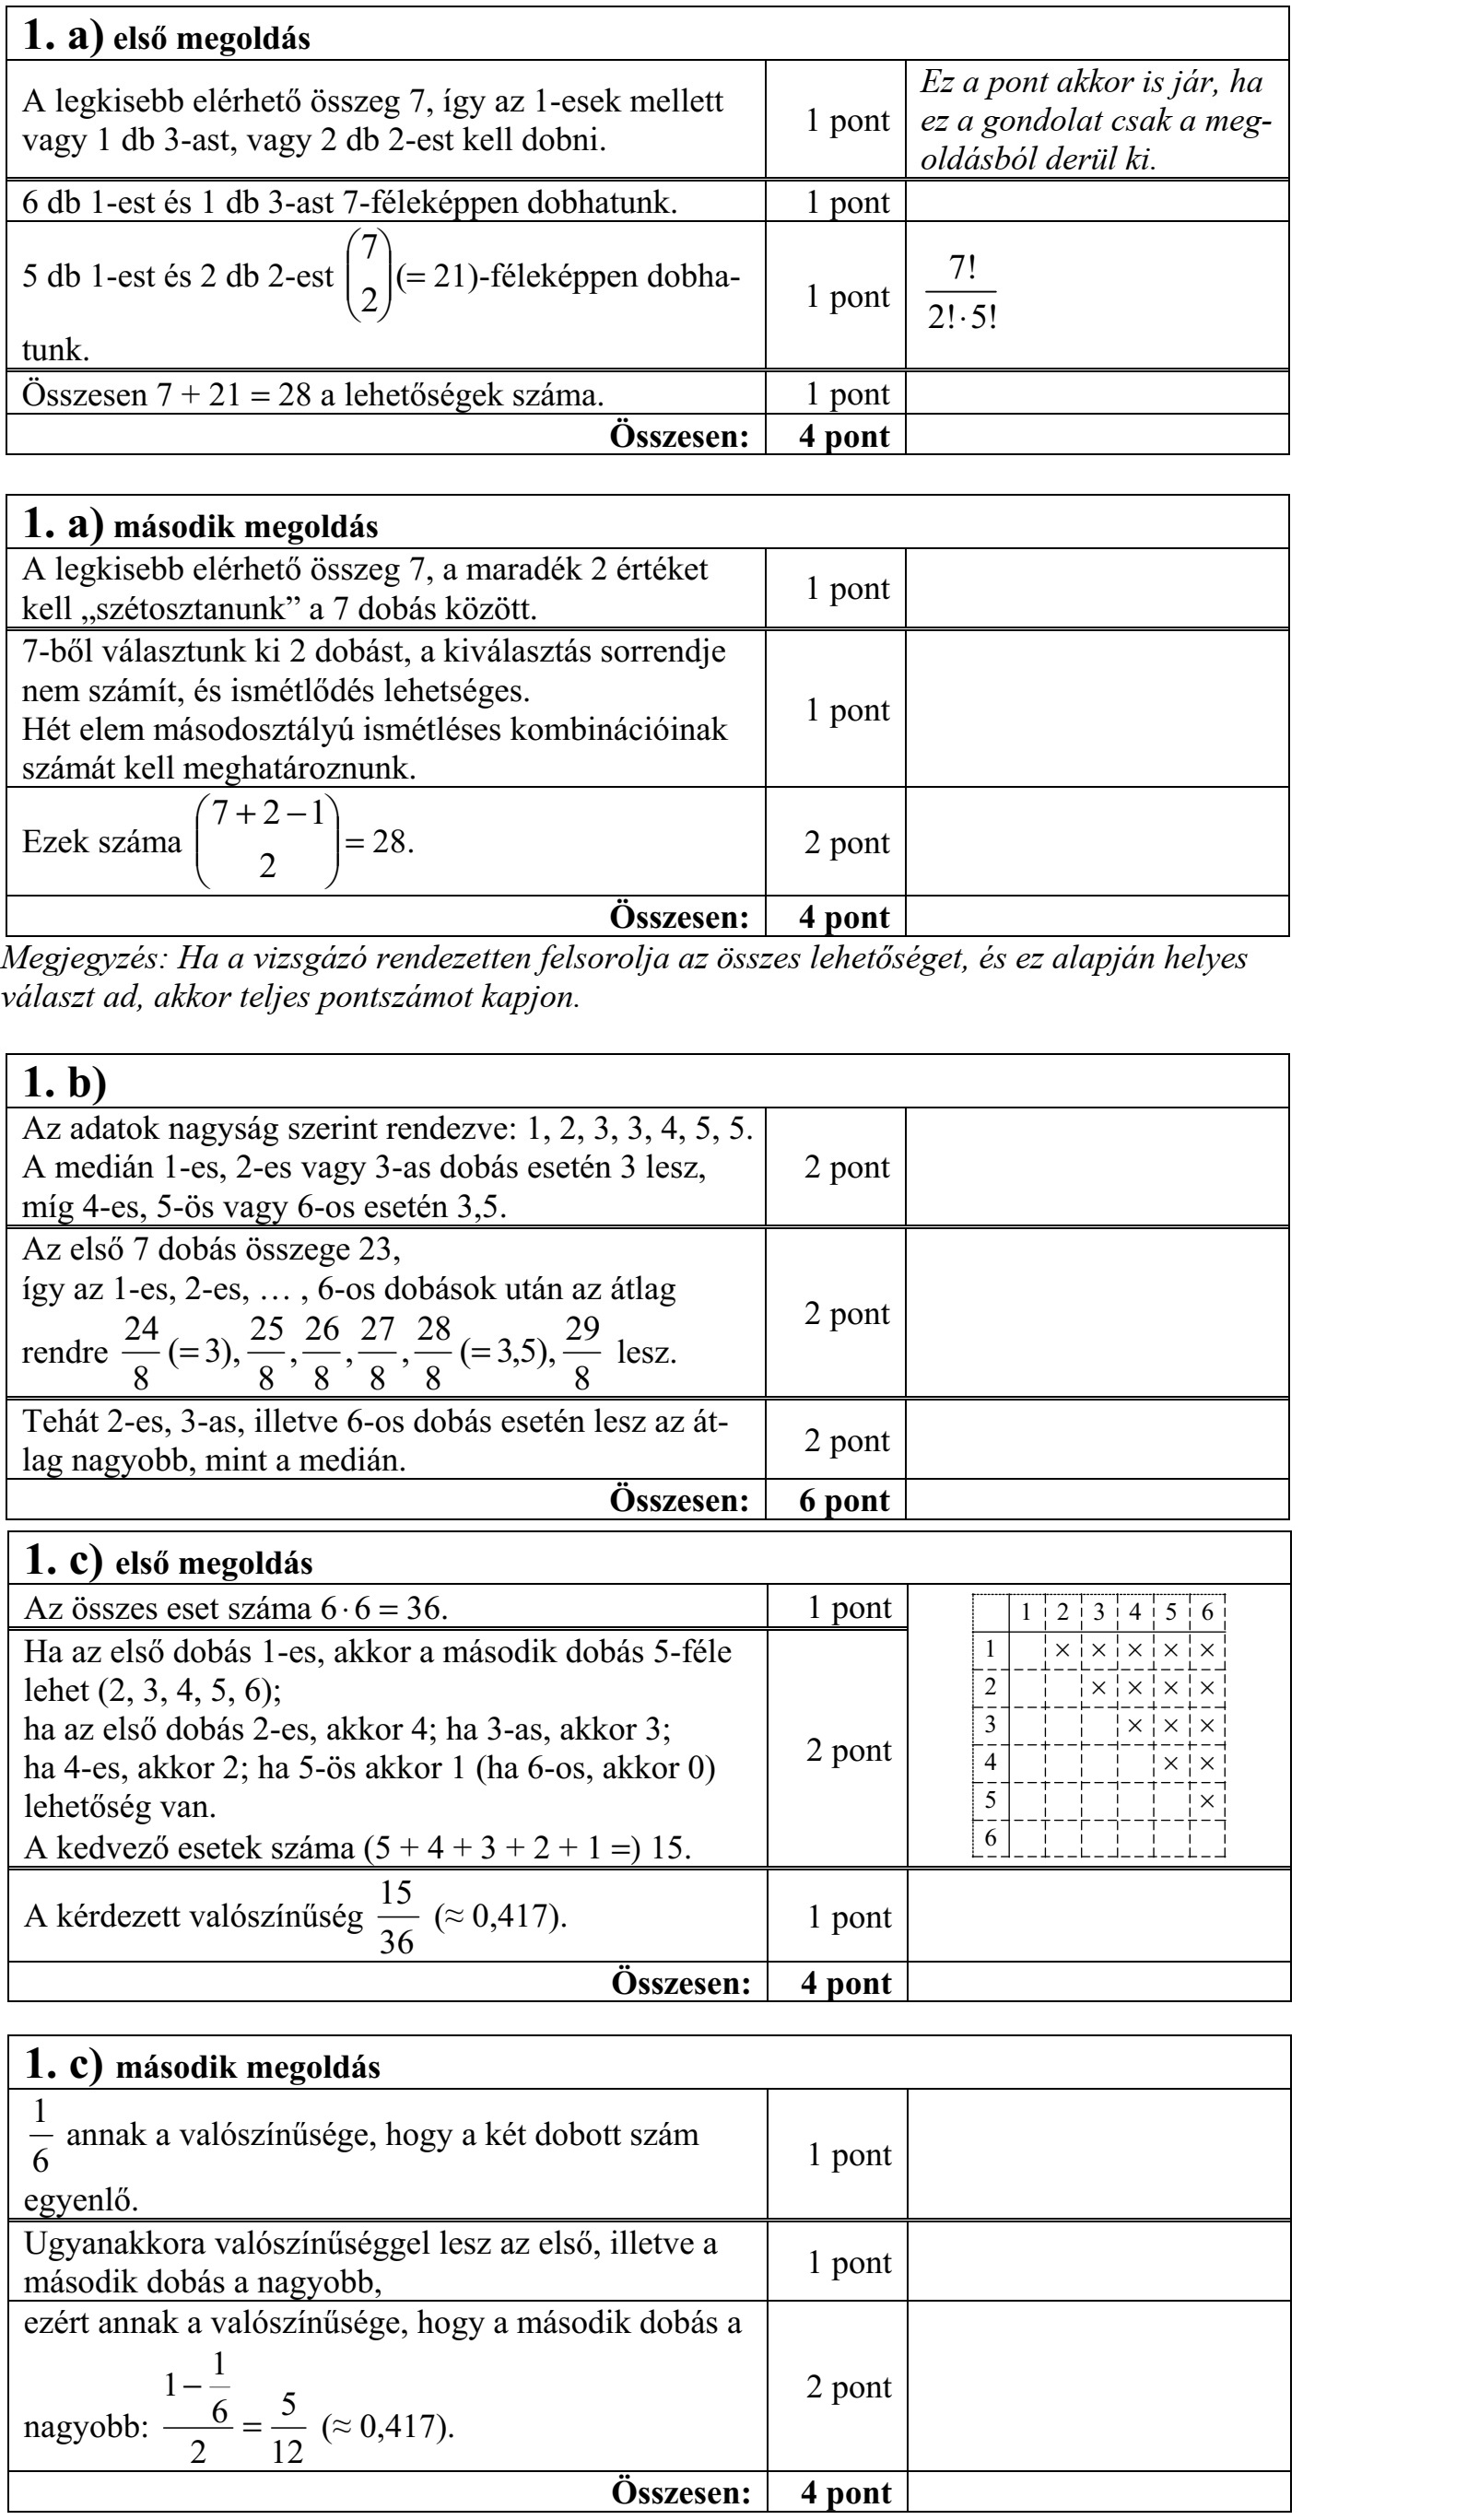 1. a) első megoldás
A legkisebb elérhető összeg 7, így az 1-esek mellett
vagy 1 db 3-ast, vagy 2 db 2-est kell dobni.
1 pont
Ez a pont akkor is jár, ha
ez a gondolat csak a meg-
oldásból derül ki.
6 db 1-est és 1 db 3-ast 7-féleképpen dobhatunk.
1 pont
5 db 1-est és 2 db 2-est (7 2) (= 21)-féleképpen dobha-
tunk.
1 pont
7! / 2!·5!
Összesen 7 + 21 = 28 a lehetőségek száma.
1 pont
Összesen:
4 pont
1. a) második megoldás
A legkisebb elérhető összeg 7, a maradék 2 értéket
kell „szétosztanunk” a 7 dobás között.
1 pont
7-ből választunk ki 2 dobást, a kiválasztás sorrendje
nem számít, és ismétlődés lehetséges.
Hét elem másodosztályú ismétléses kombinációinak
számát kell meghatároznunk.
1 pont
Ezek száma (7 + 2 − 1 2) = 28.
2 pont
Összesen:
4 pont
Megjegyzés: Ha a vizsgázó rendezetten felsorolja az összes lehetőséget, és ez alapján helyes
választ ad, akkor teljes pontszámot kapjon.
1. b)
Az adatok nagyság szerint rendezve: 1, 2, 3, 3, 4, 5, 5.
A medián 1-es, 2-es vagy 3-as dobás esetén 3 lesz,
míg 4-es, 5-ös vagy 6-os esetén 3,5.
2 pont
Az első 7 dobás összege 23,
így az 1-es, 2-es, … , 6-os dobások után az átlag
rendre 24/8 (= 3), 25/8, 26/8, 27/8, 28/8 (= 3,5), 29/8 lesz.
2 pont
Tehát 2-es, 3-as, illetve 6-os dobás esetén lesz az át-
lag nagyobb, mint a medián.
2 pont
Összesen:
6 pont
1. c) első megoldás
Az összes eset száma 6·6 = 36.
1 pont
Ha az első dobás 1-es, akkor a második dobás 5-féle
lehet (2, 3, 4, 5, 6);
ha az első dobás 2-es, akkor 4; ha 3-as, akkor 3;
ha 4-es, akkor 2; ha 5-ös akkor 1 (ha 6-os, akkor 0)
lehetőség van.
A kedvező esetek száma (5 + 4 + 3 + 2 + 1 =) 15.
2 pont
1 2 3 4 5 6
1 × × × × ×
2 × × × ×
3 × × ×
4 × ×
5 ×
6
A kérdezett valószínűség 15/36 (≈ 0,417).
1 pont
Összesen:
4 pont
1. c) második megoldás
1/6 annak a valószínűsége, hogy a két dobott szám
egyenlő.
1 pont
Ugyanakkora valószínűséggel lesz az első, illetve a
második dobás a nagyobb,
1 pont
ezért annak a valószínűsége, hogy a második dobás a
nagyobb: (1 − 1/6)/2 = 5/12 (≈ 0,417).
2 pont
Összesen:
4 pont